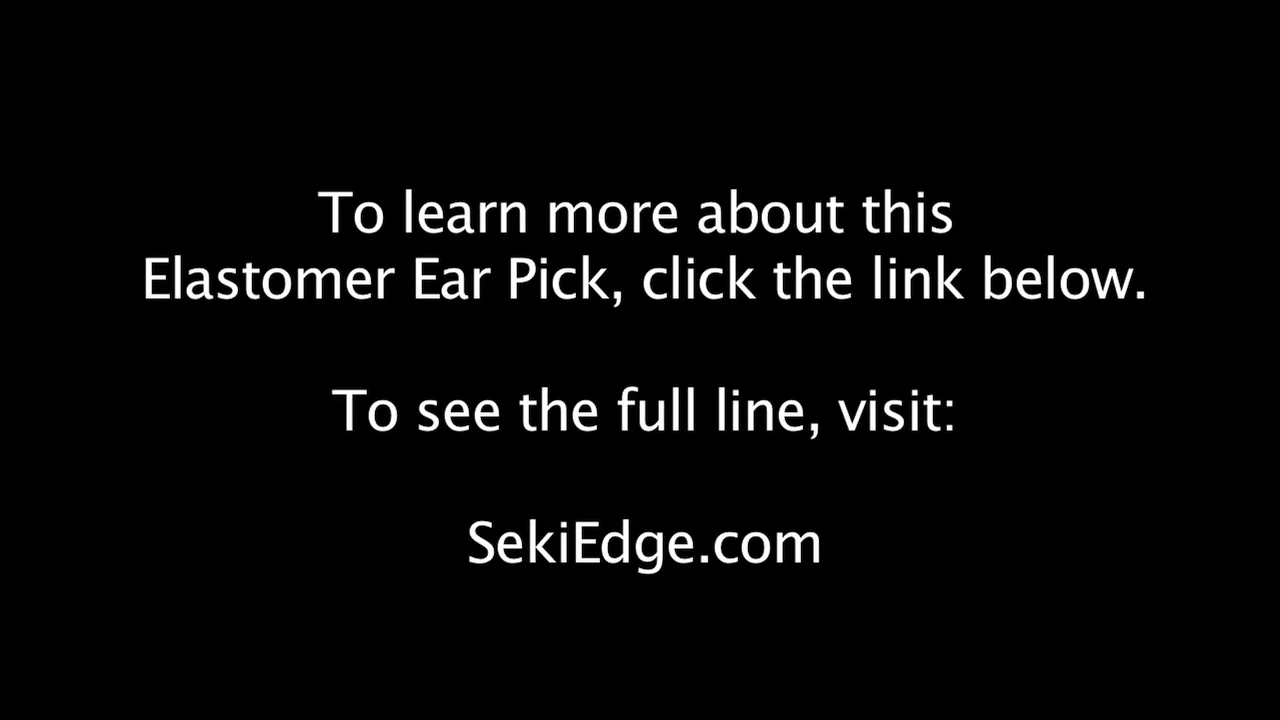 To learn more about this
Elastomer Ear Pick, click the link below.
To see the full line, visit:
SekiEdge.com